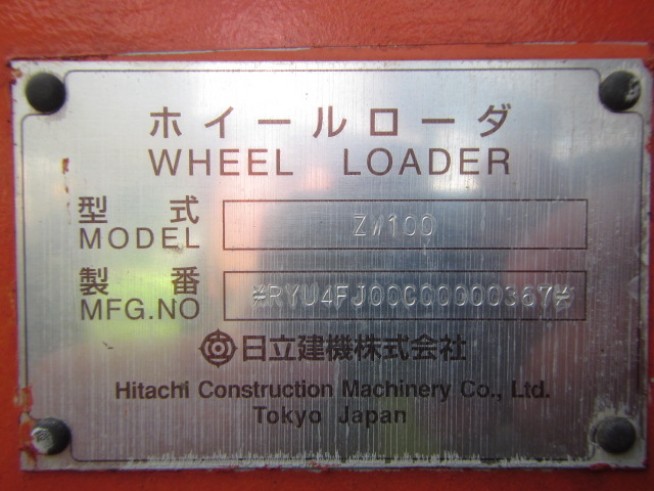 ホイールローダ
WHEEL LOADER
型式 ZW100
MODEL
製番 *RYU4FJ00C00000367*
MFG.NO
日立建機株式会社
Hitachi Construction Machinery Co., Ltd.
Tokyo Japan